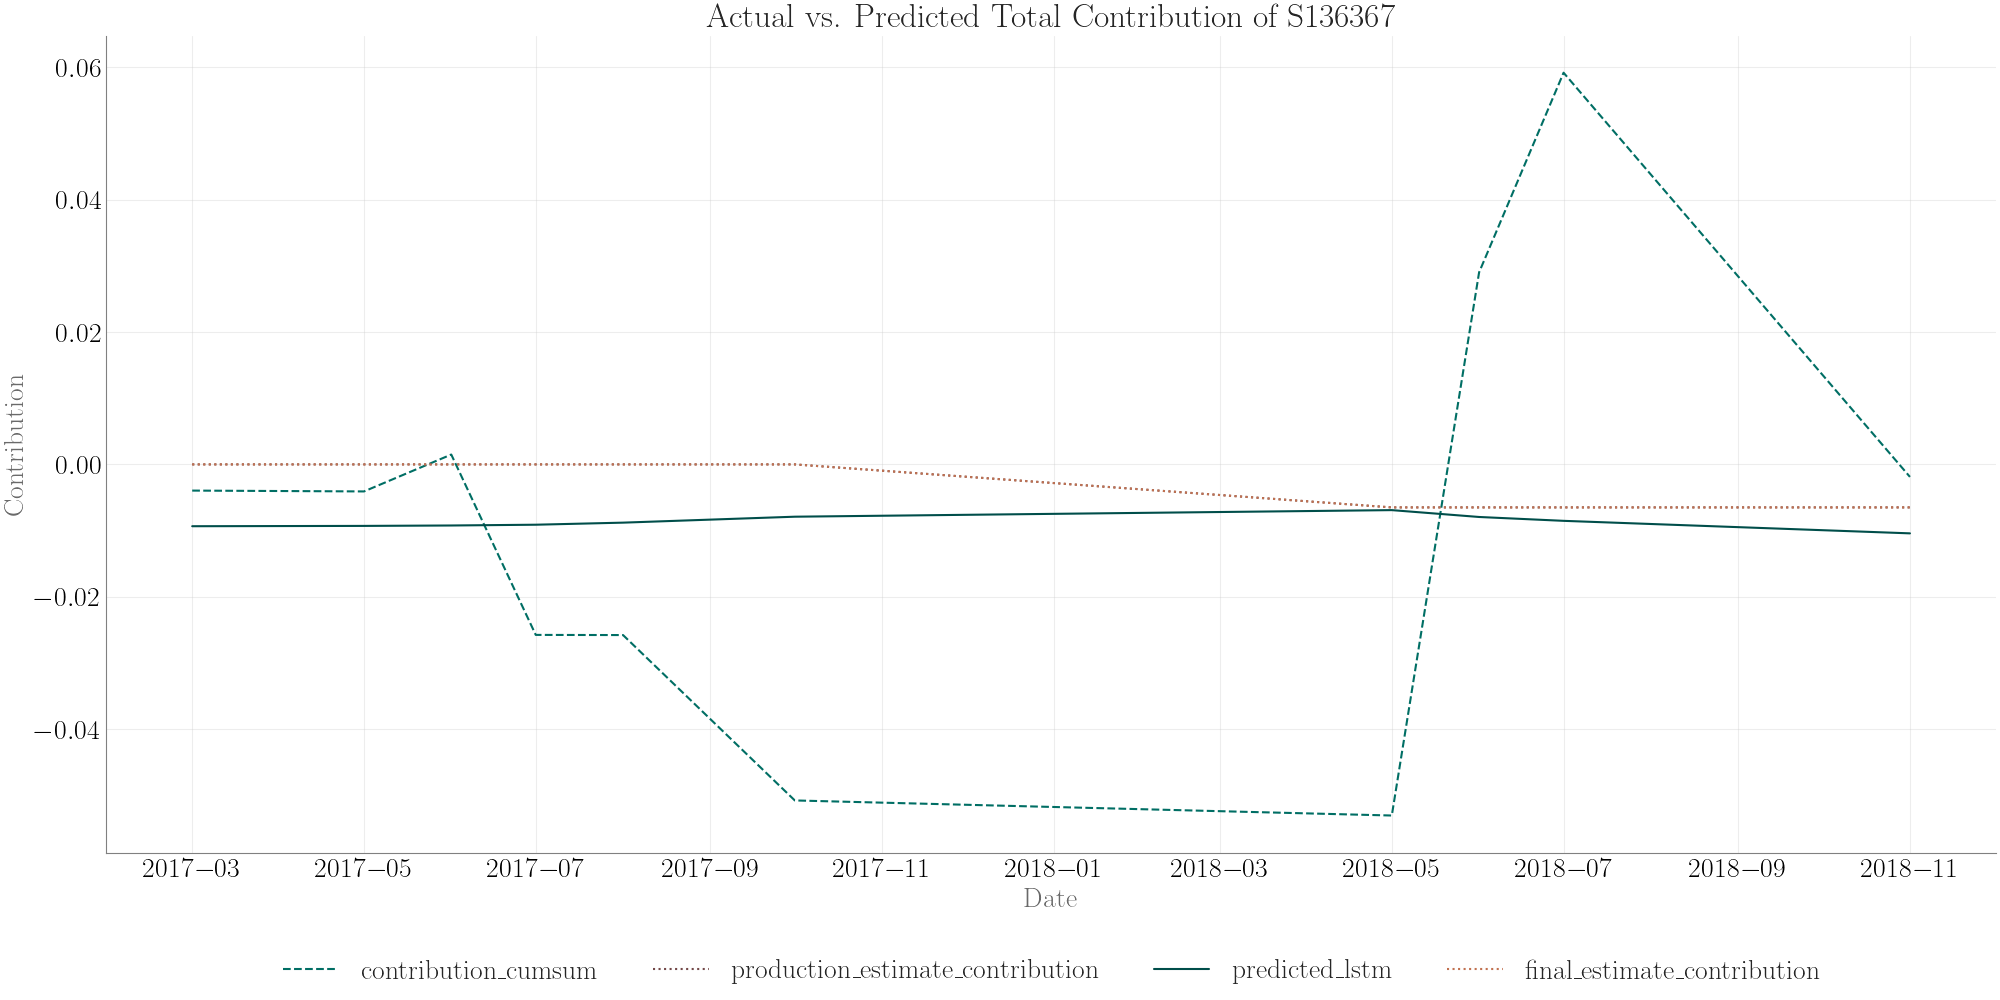 Actual vs. Predicted Total Contribution of S136367
0.06
0.04
0.02
0.00
−0.02
−0.04
Contribution
2017−03 2017−05 2017−07 2017−09 2017−11 2018−01 2018−03 2018−05 2018−07 2018−09 2018−11
Date
contribution_cumsum production_estimate_contribution predicted_lstm final_estimate_contribution